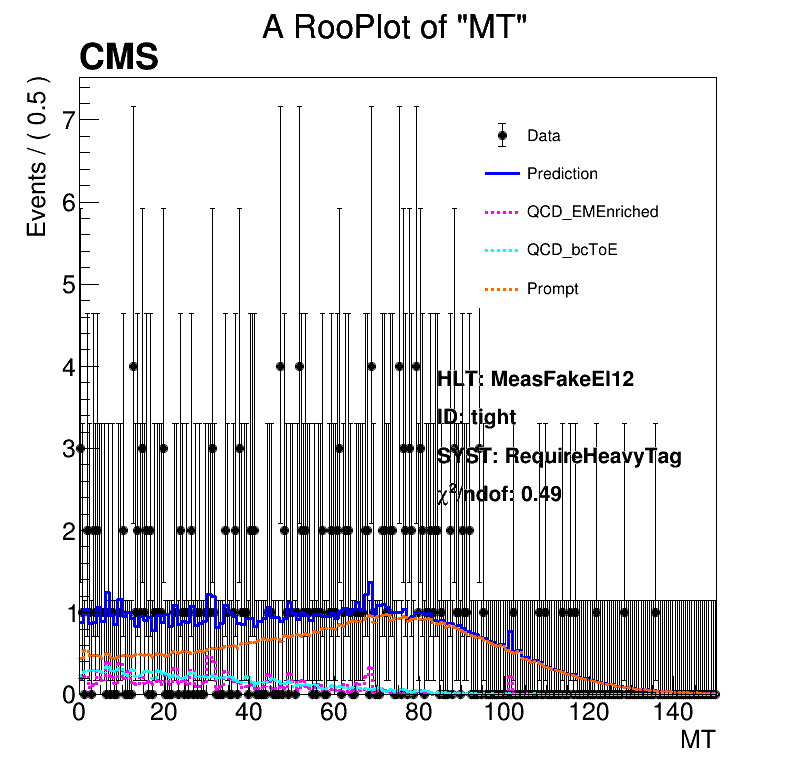 A RooPlot of "MT"
CMS
Events / ( 0.5 )
7
6
5
4
3
2
1
0
Data
Prediction
QCD_EMEnriched
QCD_bcToE
Prompt
HLT: MeasFakeEl12
ID: tight
SYST: RequireHeavyTag
χ²/ndof: 0.49
0 20 40 60 80 100 120 140
MT